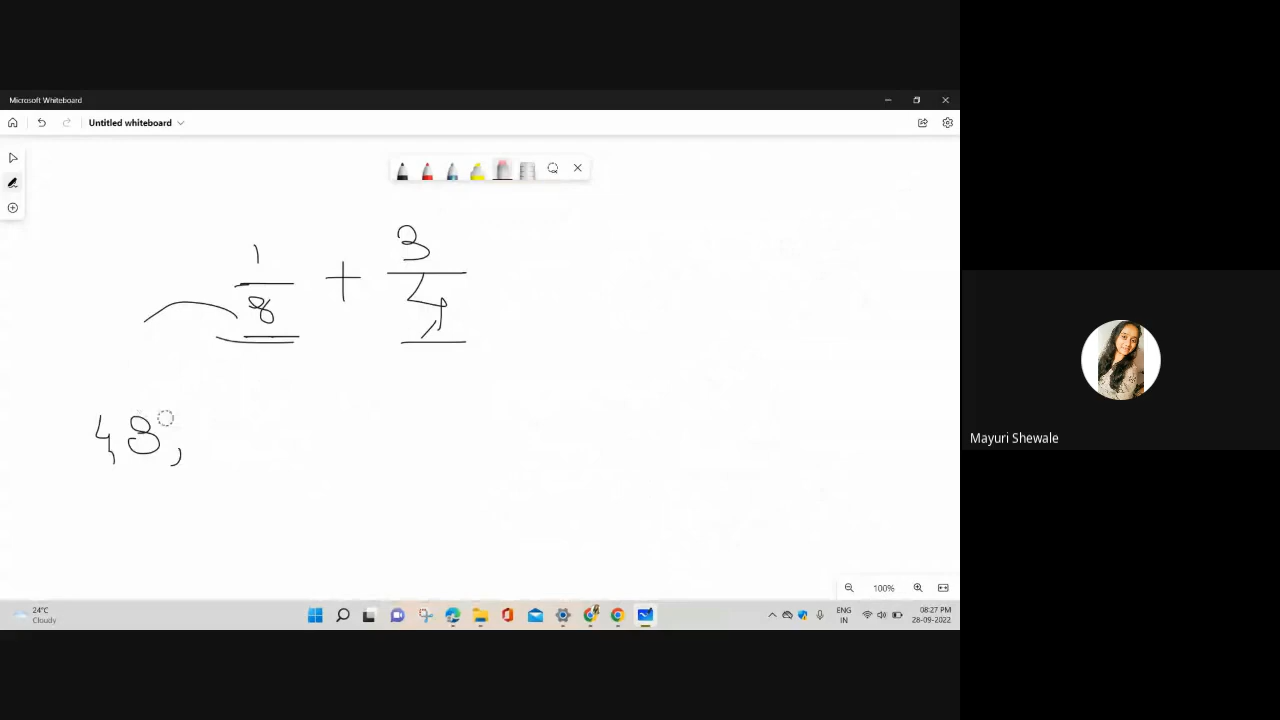 Microsoft Whiteboard
Untitled whiteboard
1/8 + 3/4
4, 8,
Mayuri Shewale
100%
24°C
Cloudy
ENG
IN
08:27 PM
28-09-2022